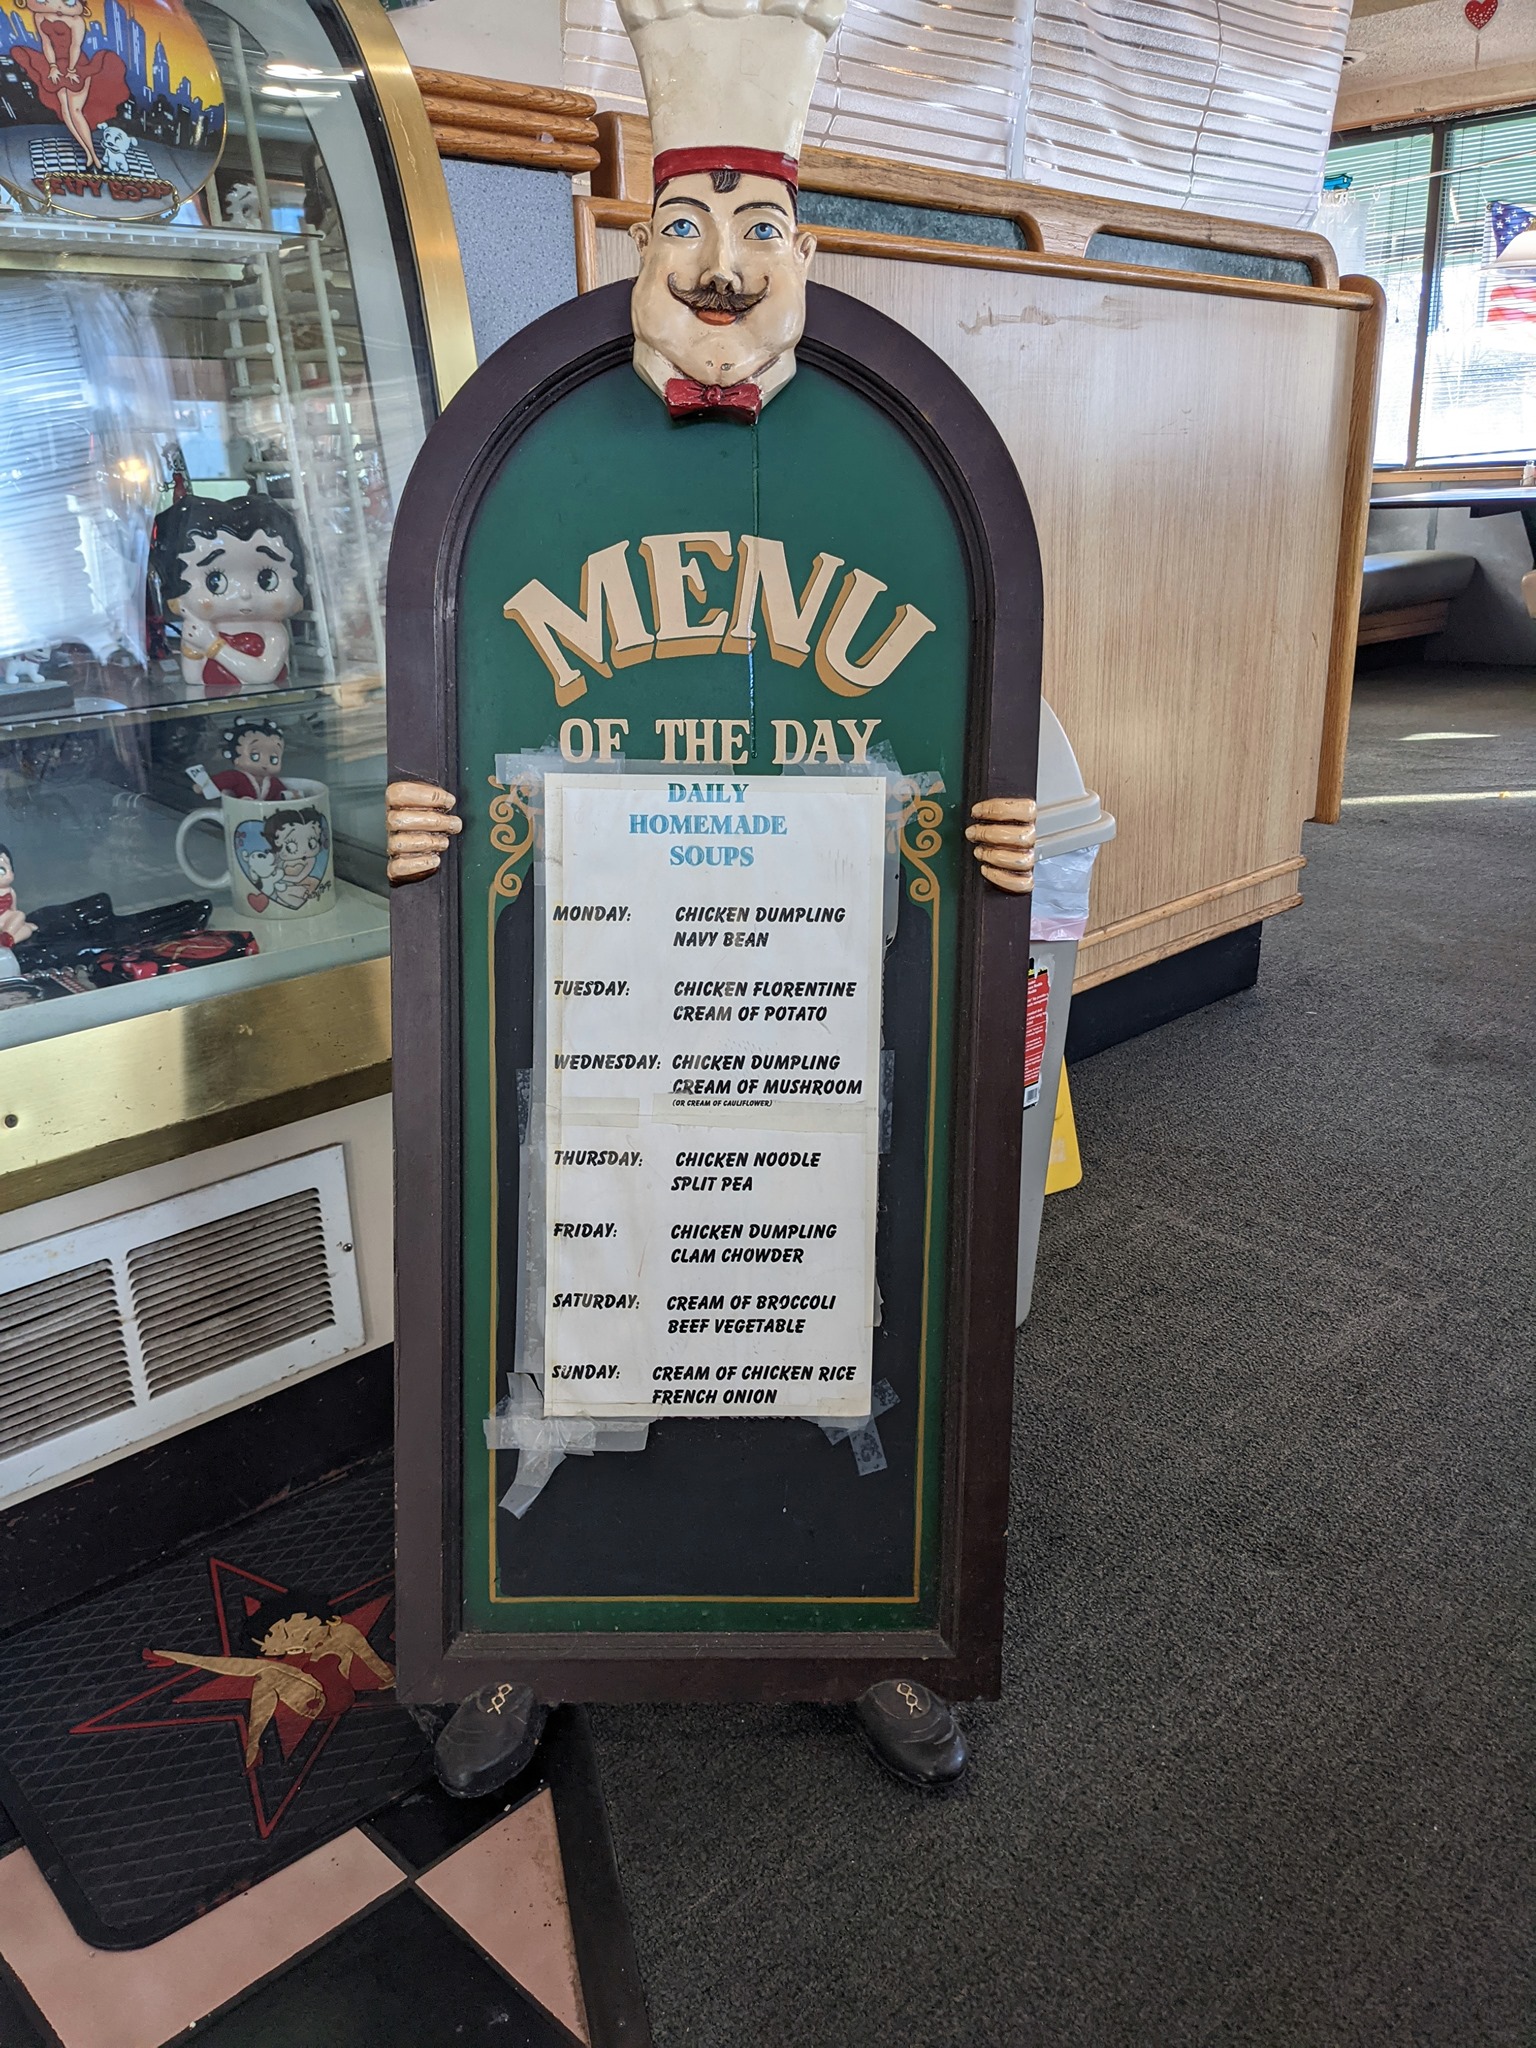 BETTY BOOP
MENU
OF THE DAY
DAILY
HOMEMADE
SOUPS
MONDAY: CHICKEN DUMPLING
NAVY BEAN
TUESDAY: CHICKEN FLORENTINE
CREAM OF POTATO
WEDNESDAY: CHICKEN DUMPLING
CREAM OF MUSHROOM
(OR CREAM OF CAULIFLOWER)
THURSDAY: CHICKEN NOODLE
SPLIT PEA
FRIDAY: CHICKEN DUMPLING
CLAM CHOWDER
SATURDAY: CREAM OF BROCCOLI
BEEF VEGETABLE
SUNDAY: CREAM OF CHICKEN RICE
FRENCH ONION